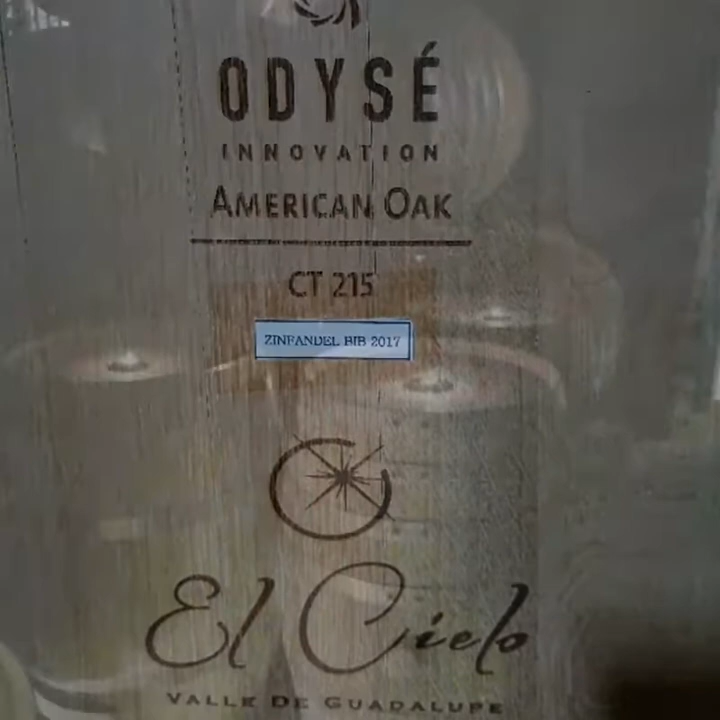 ODYSÉ
INNOVATION
AMERICAN OAK
CT 215
ZINFANDEL BIB 2017
El Cielo
VALLE DE GUADALUPE